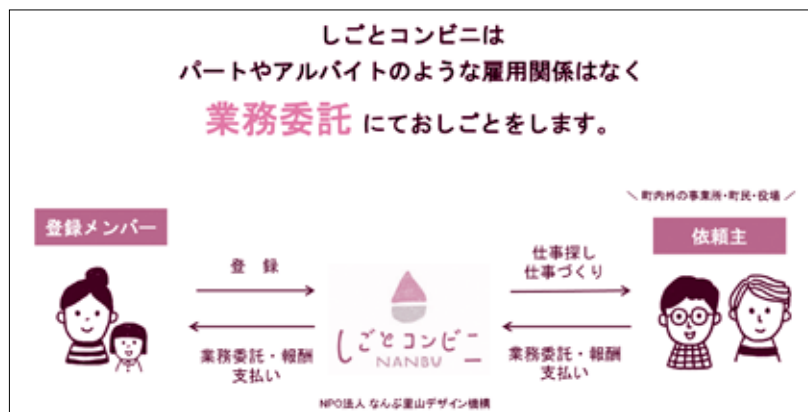 しごとコンビニは
パートやアルバイトのような雇用関係はなく
業務委託 にておしごとをします。
＼ 町内外の事業所・町民・役場 ／
登録メンバー
依頼主
登 録
仕事探し
仕事づくり
しごとコンビニ
NANBU
業務委託・報酬
支払い
業務委託・報酬
支払い
NPO法人 なんぶ里山デザイン機構